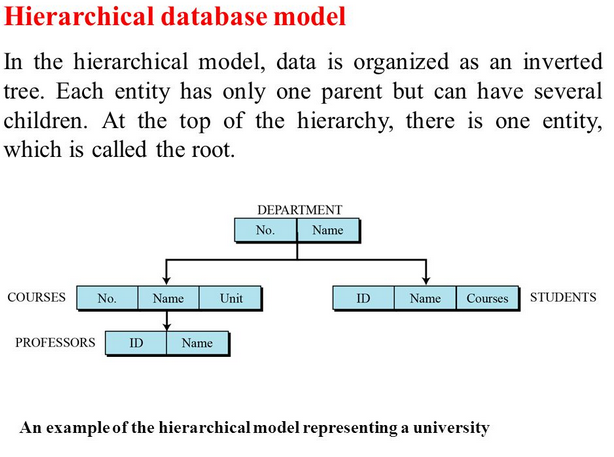 Hierarchical database model
In the hierarchical model, data is organized as an inverted
tree. Each entity has only one parent but can have several
children. At the top of the hierarchy, there is one entity,
which is called the root.
DEPARTMENT
No. Name
COURSES No. Name Unit ID Name Courses STUDENTS
PROFESSORS ID Name
An example of the hierarchical model representing a university